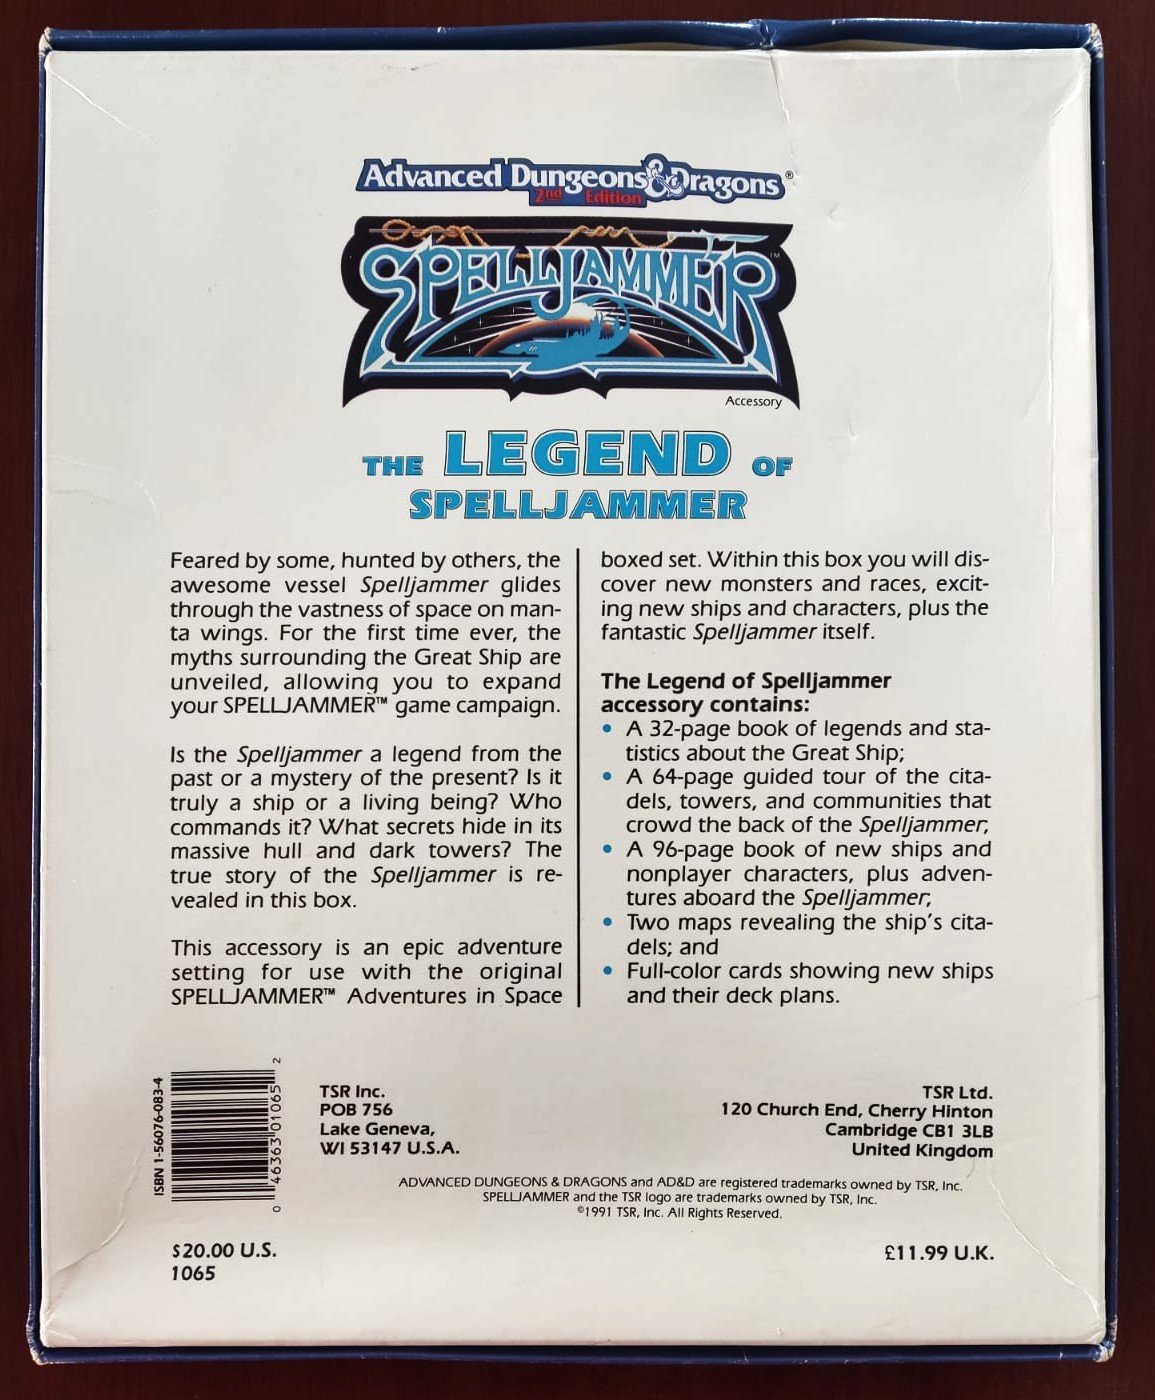 Advanced Dungeons & Dragons®
2nd Edition
SPELLJAMMER™
Accessory
THE LEGEND OF
SPELLJAMMER
Feared by some, hunted by others, the
awesome vessel Spelljammer glides
through the vastness of space on man-
ta wings. For the first time ever, the
myths surrounding the Great Ship are
unveiled, allowing you to expand
your SPELLJAMMER™ game campaign.
Is the Spelljammer a legend from the
past or a mystery of the present? Is it
truly a ship or a living being? Who
commands it? What secrets hide in its
massive hull and dark towers? The
true story of the Spelljammer is re-
vealed in this box.
This accessory is an epic adventure
setting for use with the original
SPELLJAMMER™ Adventures in Space
boxed set. Within this box you will dis-
cover new monsters and races, excit-
ing new ships and characters, plus the
fantastic Spelljammer itself.
The Legend of Spelljammer
accessory contains:
• A 32-page book of legends and sta-
tistics about the Great Ship;
• A 64-page guided tour of the cita-
dels, towers, and communities that
crowd the back of the Spelljammer;
• A 96-page book of new ships and
nonplayer characters, plus adven-
tures aboard the Spelljammer;
• Two maps revealing the ship's cita-
dels; and
• Full-color cards showing new ships
and their deck plans.
ISBN 1-56076-083-4
0 46363 01065 2
TSR Inc.
POB 756
Lake Geneva,
WI 53147 U.S.A.
TSR Ltd.
120 Church End, Cherry Hinton
Cambridge CB1 3LB
United Kingdom
ADVANCED DUNGEONS & DRAGONS and AD&D are registered trademarks owned by TSR, Inc.
SPELLJAMMER and the TSR logo are trademarks owned by TSR, Inc.
©1991 TSR, Inc. All Rights Reserved.
$20.00 U.S.
1065
£11.99 U.K.